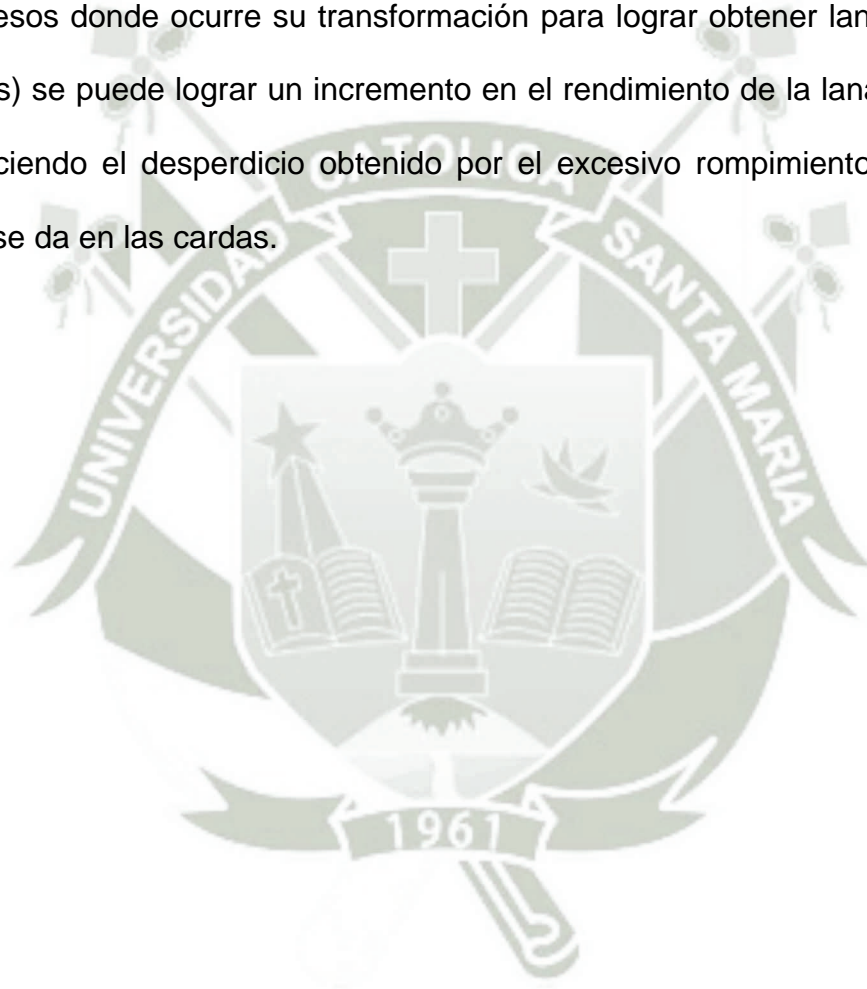 esos donde ocurre su transformación para lograr obtener lan
s) se puede lograr un incremento en el rendimiento de la lana
ciendo el desperdicio obtenido por el excesivo rompimiento
se da en las cardas.
UNIVERSIDAD CATOLICA SANTA MARIA
1961